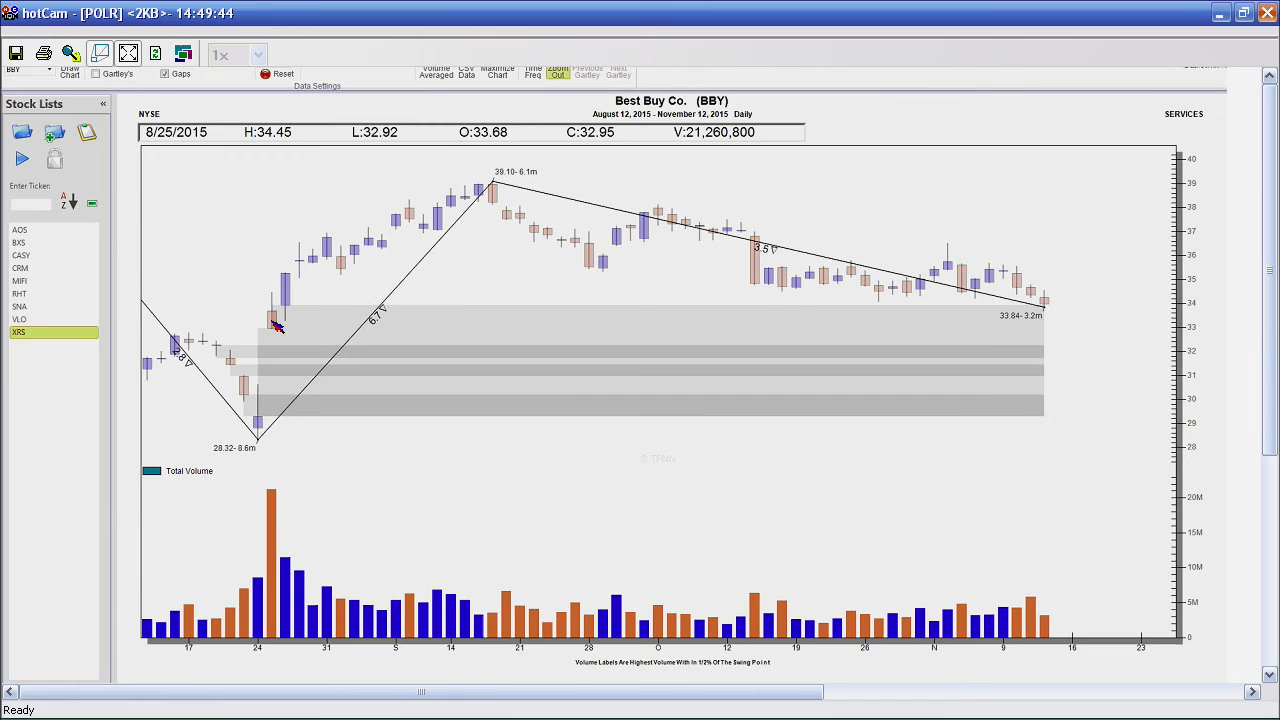 hotCam - [POLR] <2KB>- 14:49:44
1x
BBY
Draw Chart
Gartley's
Gaps
Reset
Volume Averaged
CSV Data
Maximize Chart
Time Freq
Zoom Out
Previous Gartley
Next Gartley
Data Settings
Stock Lists «
Enter Ticker:
A
Z
AOS
BXS
CASY
CRM
MIFI
RHT
SNA
VLO
XRS
Best Buy Co. (BBY)
NYSE
August 12, 2015 - November 12, 2015 Daily
SERVICES
8/25/2015 H:34.45 L:32.92 O:33.68 C:32.95 V:21,260,800
39.10- 6.1m
3.5▽
6.7▽
33.84- 3.2m
28.32- 8.6m
© TFNN
40
39
38
37
36
35
34
33
32
31
30
29
28
Total Volume
20M
15M
10M
5M
0
17 24 31 5 14 21 28 O 5 12 19 26 N 9 16 23
Volume Labels Are Highest Volume With In 1/2% Of The Swing Point
Ready